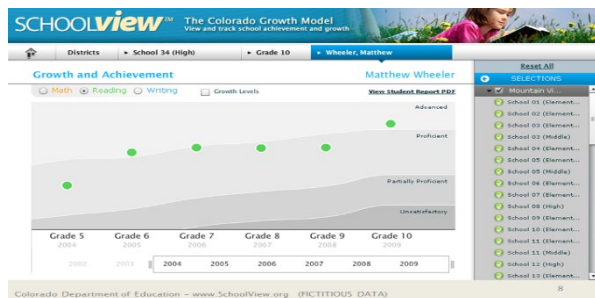 SCHOOLVIEW™
The Colorado Growth Model
View and track school achievement and growth
Districts
School 34 (High)
Grade 10
Wheeler, Matthew
Growth and Achievement
Matthew Wheeler
Math Reading Writing Growth Levels
View Student Report PDF
Advanced
Proficient
Partially Proficient
Unsatisfactory
Grade 5 Grade 6 Grade 7 Grade 8 Grade 9 Grade 10
2004 2005 2006 2007 2008 2009
2002 2003 2004 2005 2006 2007 2008 2009
Reset All
SELECTIONS
Mountain Vi...
School 01 (Element...
School 02 (Element...
School 03 (Element...
School 03 (Middle)
School 04 (Element...
School 05 (Element...
School 05 (Middle)
School 06 (Element...
School 07 (Element...
School 08 (High)
School 09 (Element...
School 10 (Element...
School 11 (Element...
School 11 (Middle)
School 12 (High)
School 13 (Element...
Colorado Department of Education – www.SchoolView.org (FICTITIOUS DATA)
8